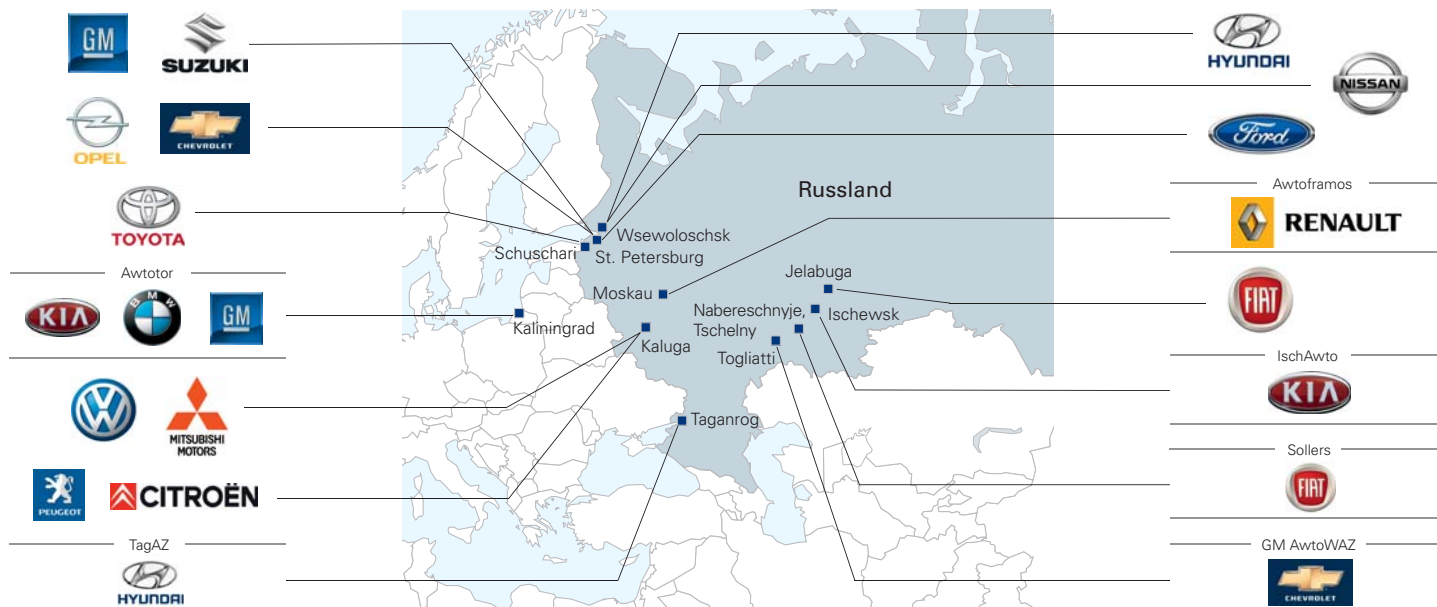 GM
SUZUKI
OPEL
CHEVROLET
TOYOTA
Awtotor
KIA
BMW
GM
VW
MITSUBISHI
MOTORS
PEUGEOT
CITROËN
TagAZ
HYUNDAI
Russland
Wsewoloschsk
Schuschari
St. Petersburg
Moskau
Jelabuga
Kaliningrad
Nabereschnyje,
Tschelny
Ischewsk
Kaluga
Togliatti
Taganrog
HYUNDAI
NISSAN
Ford
Awtoframos
RENAULT
FIAT
IschAwto
KIA
Sollers
FIAT
GM AwtoWAZ
CHEVROLET